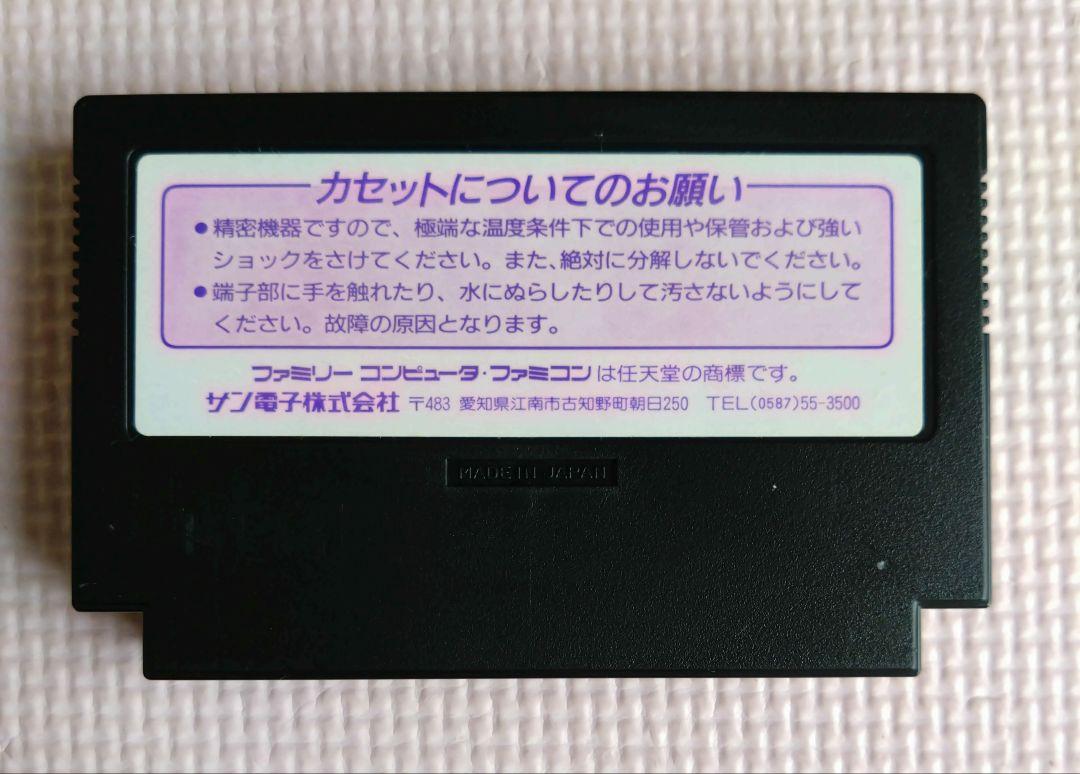 カセットについてのお願い
●精密機器ですので、極端な温度条件下での使用や保管および強い
ショックをさけてください。また、絶対に分解しないでください。
●端子部に手を触れたり、水にぬらしたりして汚さないようにして
ください。故障の原因となります。
ファミリー コンピュータ・ファミコンは任天堂の商標です。
サン電子株式会社 〒483 愛知県江南市古知野町朝日250 TEL(0587)55-3500
MADE IN JAPAN